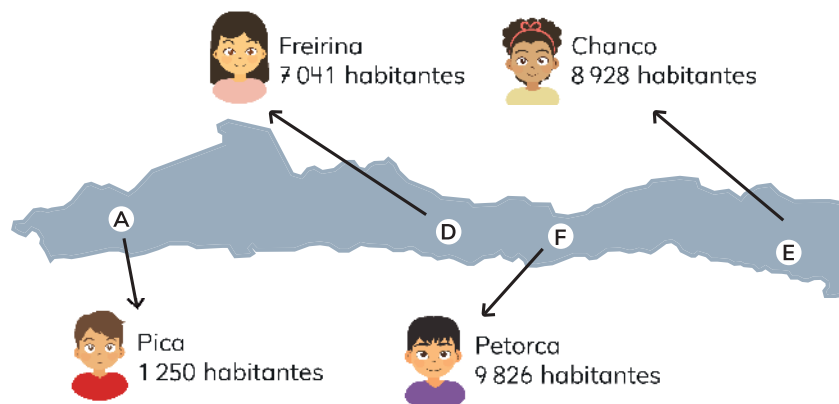 Freirina
7 041 habitantes
Chanco
8 928 habitantes
A
D
F
E
Pica
1 250 habitantes
Petorca
9 826 habitantes